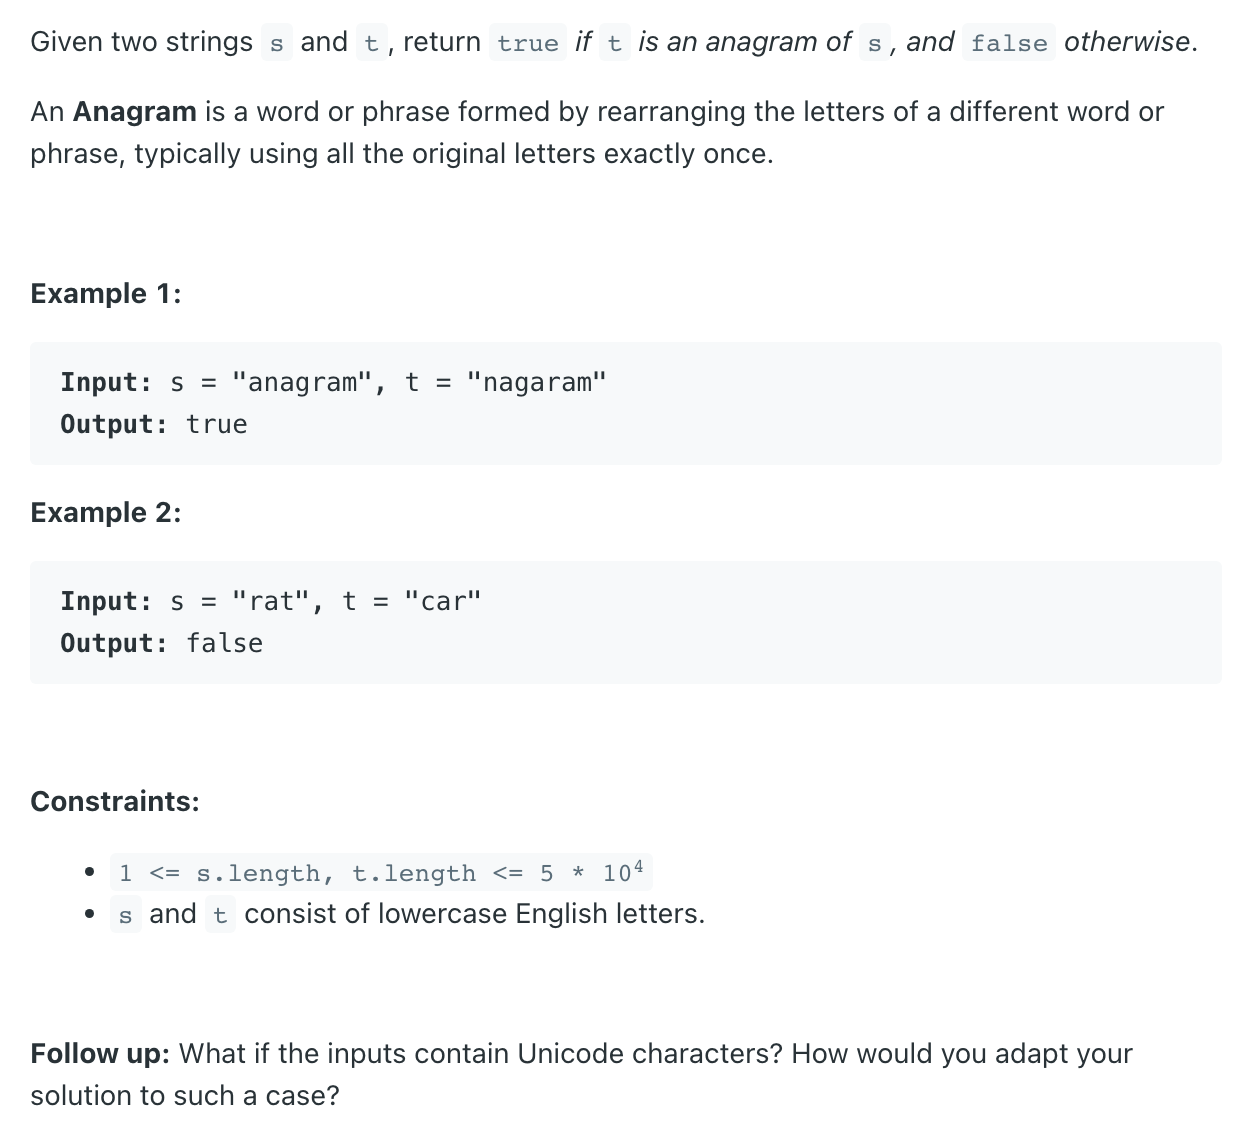 Given two strings s and t, return true if t is an anagram of s, and false otherwise.
An Anagram is a word or phrase formed by rearranging the letters of a different word or
phrase, typically using all the original letters exactly once.
Example 1:
Input: s = "anagram", t = "nagaram"
Output: true
Example 2:
Input: s = "rat", t = "car"
Output: false
Constraints:
• 1 <= s.length, t.length <= 5 * 10⁴
• s and t consist of lowercase English letters.
Follow up: What if the inputs contain Unicode characters? How would you adapt your
solution to such a case?